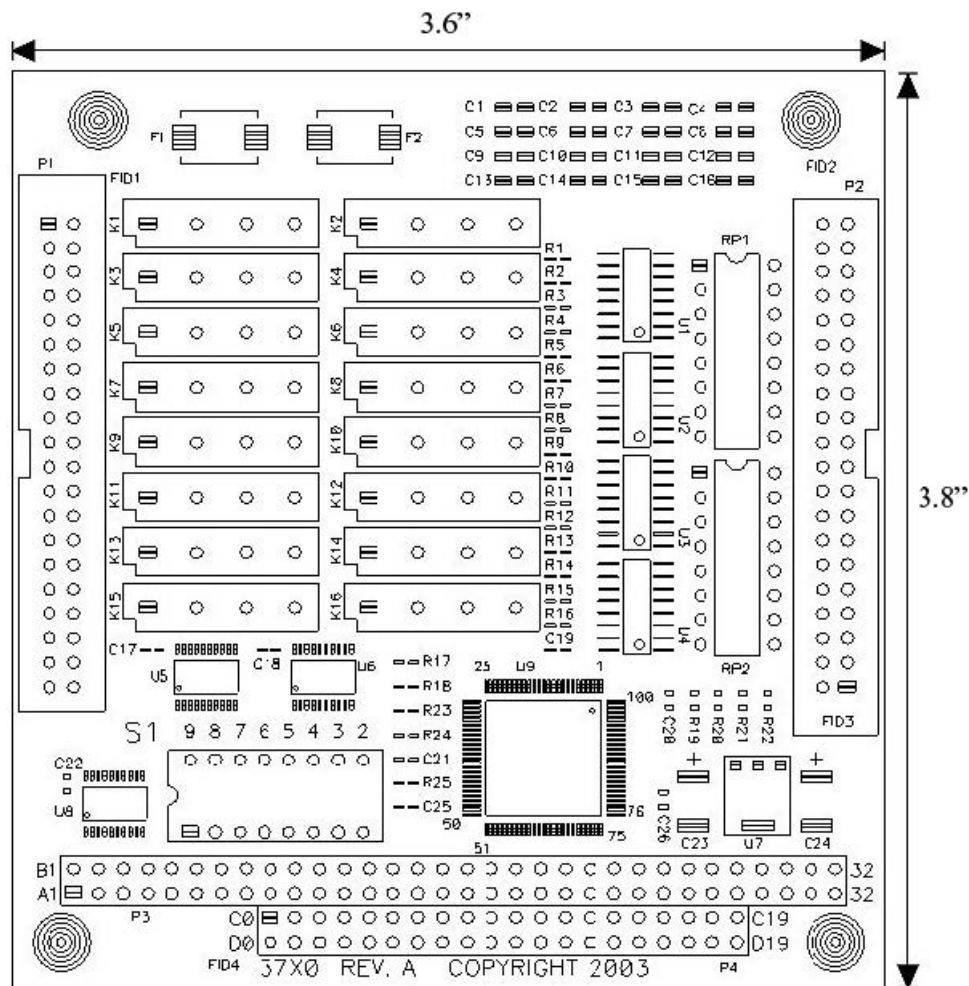 3.6”
C1 C2 C3 C4
F1 F2 C5 C6 C7 C8
C9 C10 C11 C12
P1 FID1 C13 C14 C15 C16 FID2 P2
K1 K2
R1 RP1
K3 K4 R2
R3
K5 K6 R4 U1
R5
R6
K7 K8 R7
R8 U2
K9 K10 R9
R10
K11 K12 R11 3.8”
R12
K13 K14 R13 U3
R14
K15 K16 R15
R16 U4
C17 C18 C19
U5 U6 R17 25 U9 1 RP2
R18 100
S1 9 8 7 6 5 4 3 2 R23 C20 R19 R20 R21 R22 FID3
R24 + +
C22 C21
R25
U8 C25 50 76 C26
51 75 C23 U7 C24
B1 32
A1 32
P3 C0 C19
D0 D19
FID4 37X0 REV. A COPYRIGHT 2003 P4